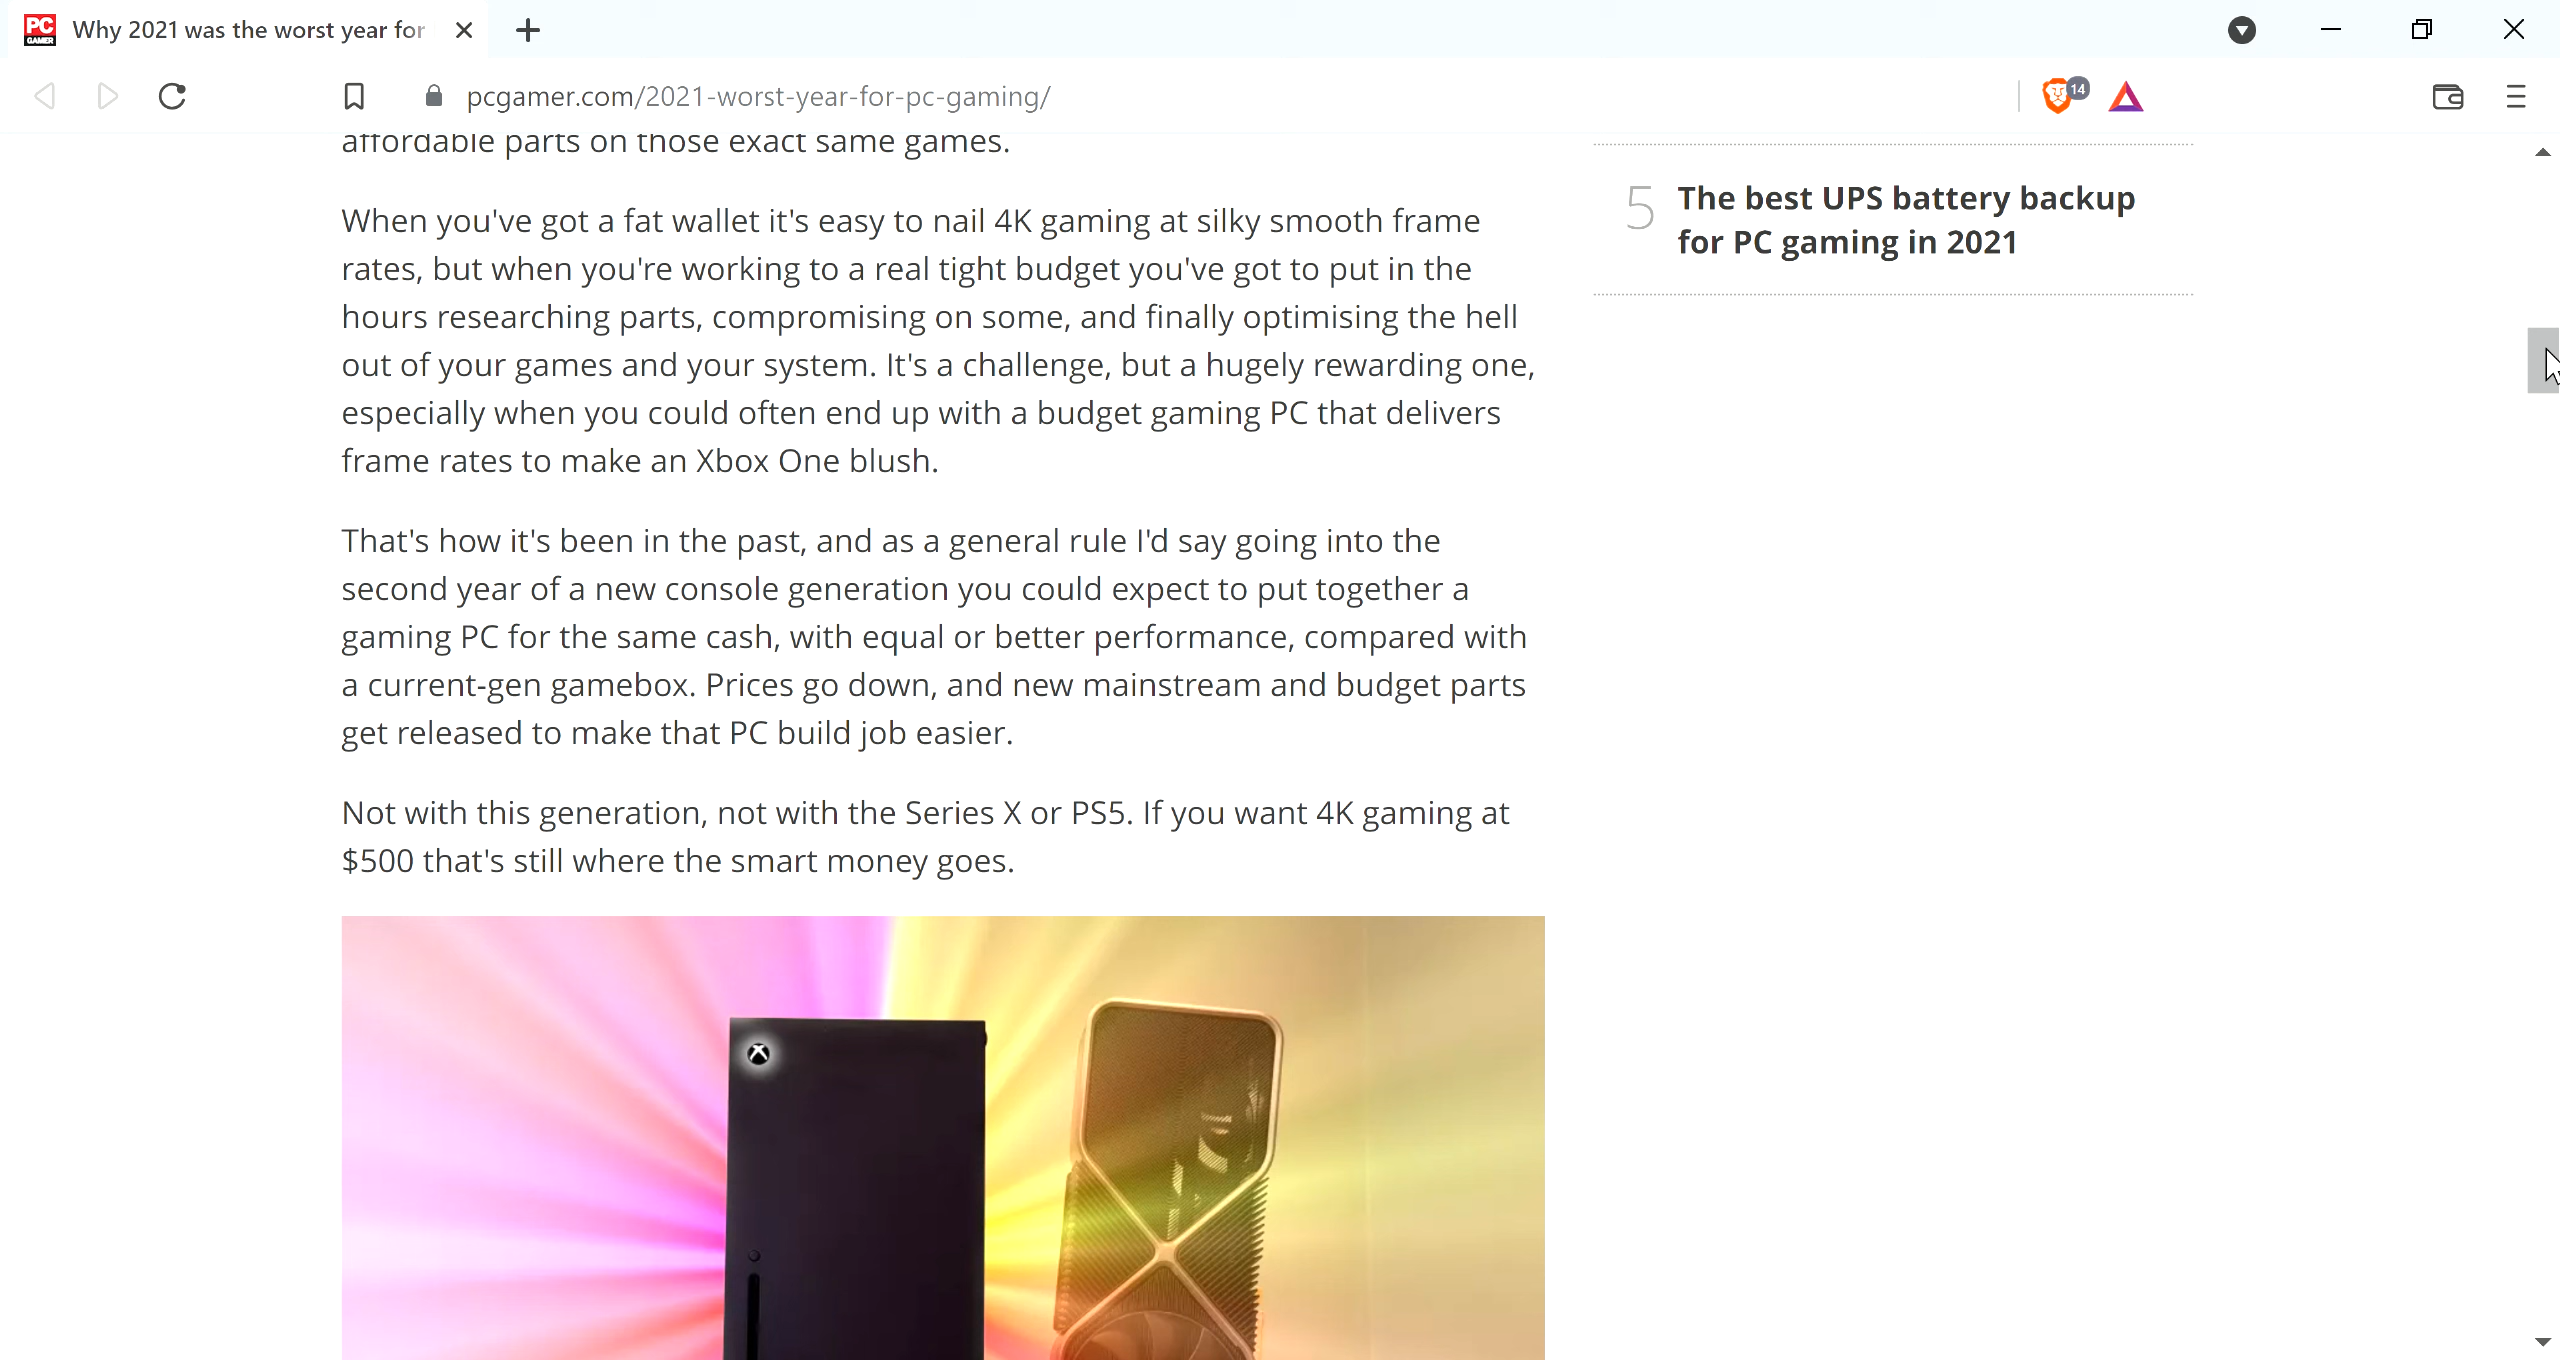 PC GAMER
Why 2021 was the worst year for
pcgamer.com/2021-worst-year-for-pc-gaming/
14
affordable parts on those exact same games.
When you've got a fat wallet it's easy to nail 4K gaming at silky smooth frame
rates, but when you're working to a real tight budget you've got to put in the
hours researching parts, compromising on some, and finally optimising the hell
out of your games and your system. It's a challenge, but a hugely rewarding one,
especially when you could often end up with a budget gaming PC that delivers
frame rates to make an Xbox One blush.
That's how it's been in the past, and as a general rule I'd say going into the
second year of a new console generation you could expect to put together a
gaming PC for the same cash, with equal or better performance, compared with
a current-gen gamebox. Prices go down, and new mainstream and budget parts
get released to make that PC build job easier.
Not with this generation, not with the Series X or PS5. If you want 4K gaming at
$500 that's still where the smart money goes.
5 The best UPS battery backup
for PC gaming in 2021